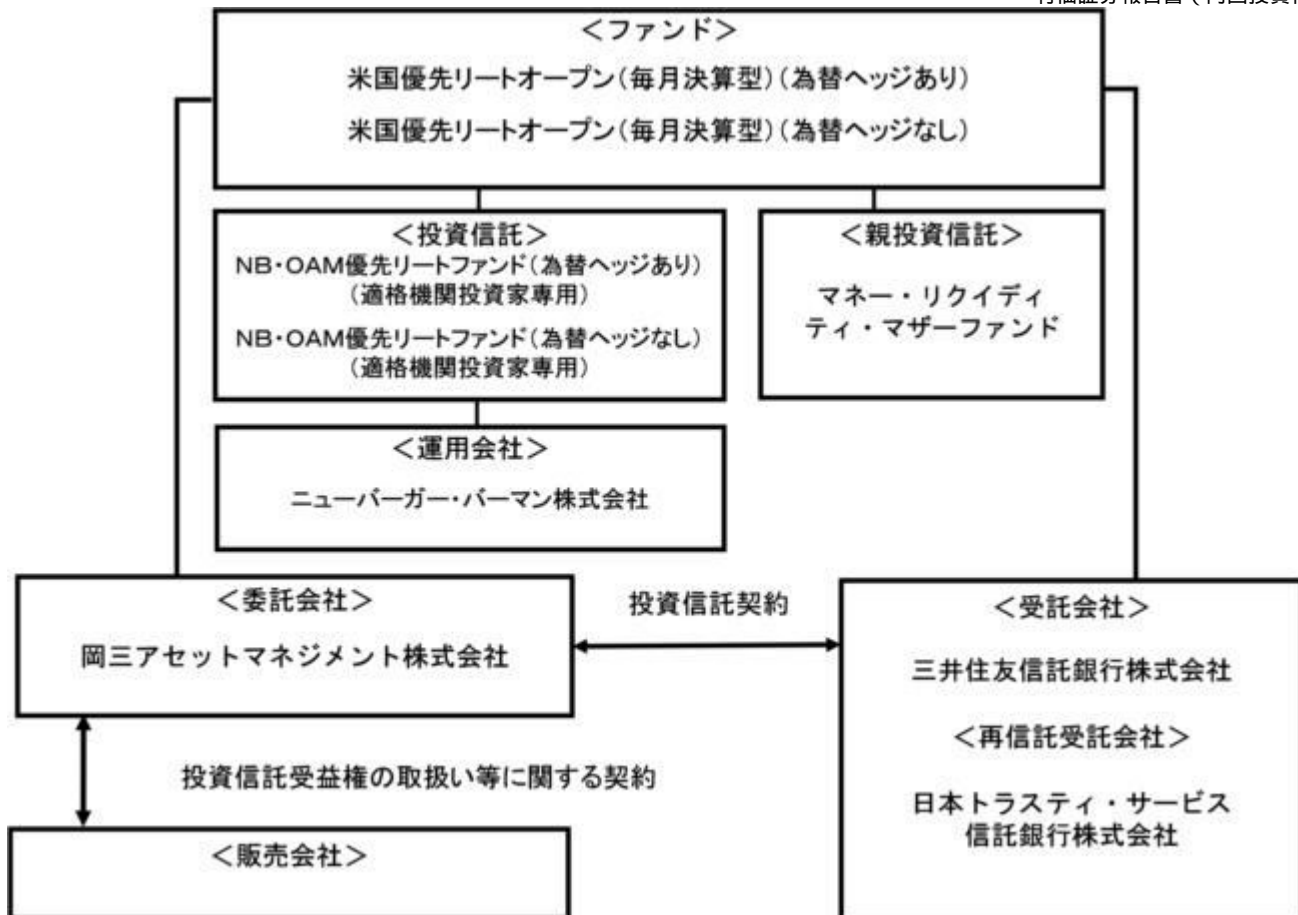 ＜ファンド＞
米国優先リートオープン(毎月決算型)(為替ヘッジあり)
米国優先リートオープン(毎月決算型)(為替ヘッジなし)
＜投資信託＞
NB・OAM優先リートファンド(為替ヘッジあり)
(適格機関投資家専用)
NB・OAM優先リートファンド(為替ヘッジなし)
(適格機関投資家専用)
＜親投資信託＞
マネー・リクイディ
ティ・マザーファンド
＜運用会社＞
ニューバーガー・バーマン株式会社
＜委託会社＞
岡三アセットマネジメント株式会社
投資信託契約
＜受託会社＞
三井住友信託銀行株式会社
＜再信託受託会社＞
日本トラスティ・サービス
信託銀行株式会社
投資信託受益権の取扱い等に関する契約
＜販売会社＞